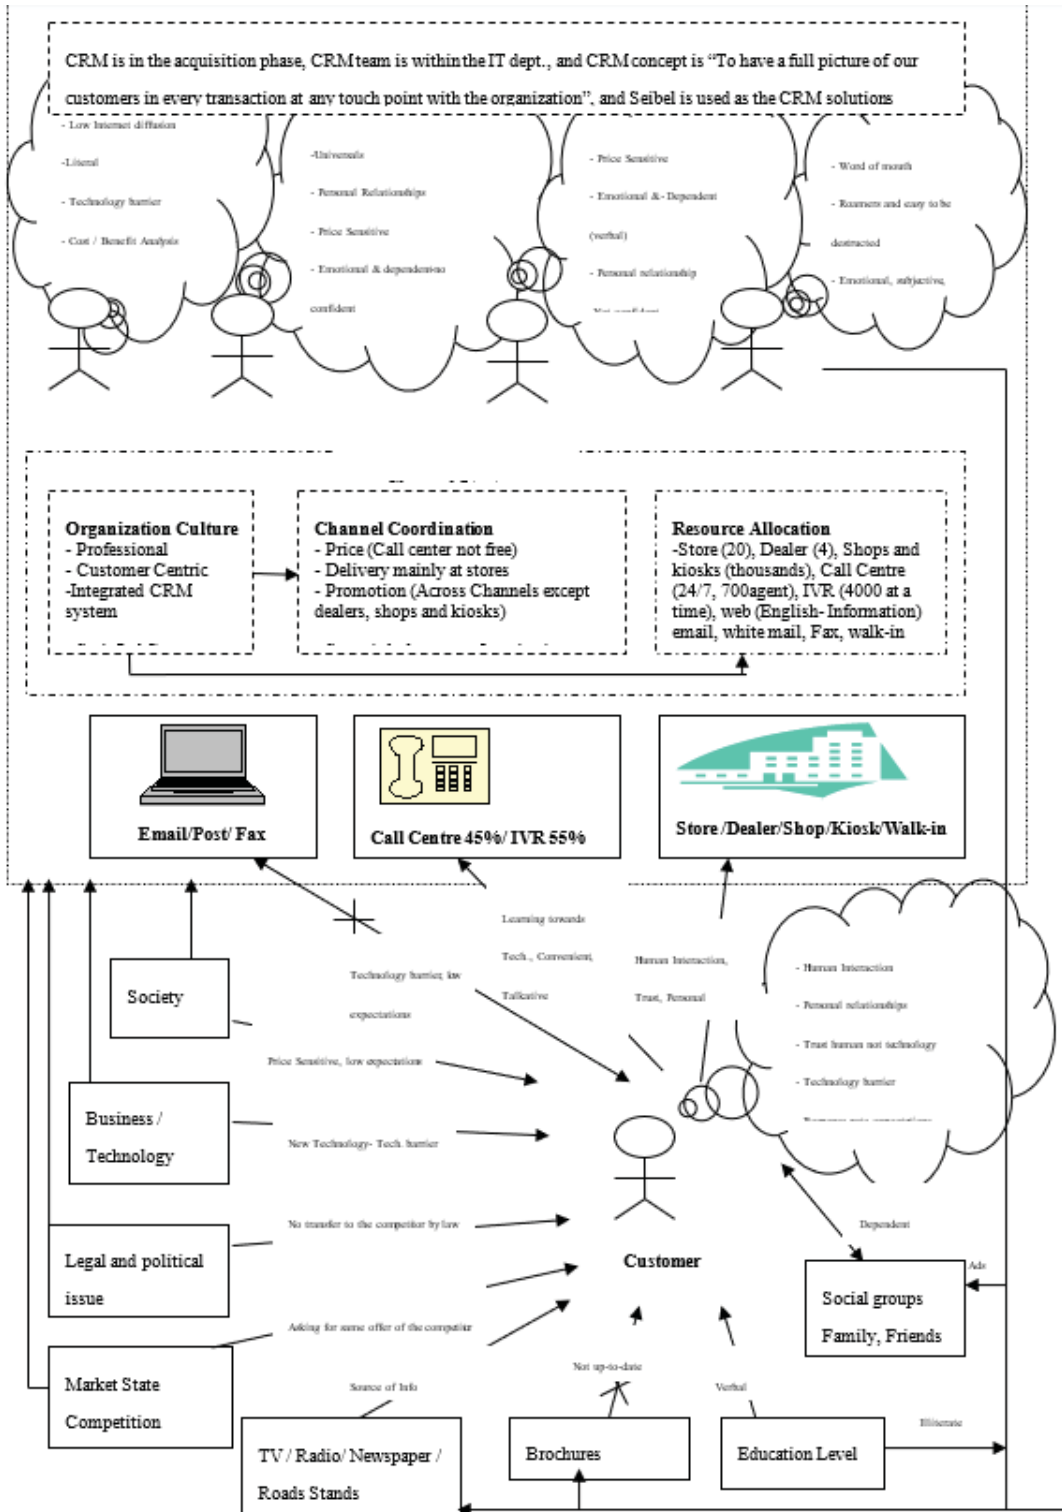 CRM is in the acquisition phase, CRM team is within the IT dept., and CRM concept is “To have a full picture of our
customers in every transaction at any touch point with the organization”, and Seibel is used as the CRM solutions
- Low Internet diffusion
-Literal
- Technology barrier
- Cost / Benefit Analysis
-Universals
- Personal Relationships
- Price Sensitive
- Emotional & dependent-no
confident
- Price Sensitive
- Emotional &- Dependent
(verbal)
- Personal relationship
- Word of mouth
- Roamers and easy to be
destructed
- Emotional, subjective,
Organization Culture
- Professional
- Customer Centric
-Integrated CRM
system
Channel Coordination
- Price (Call center not free)
- Delivery mainly at stores
- Promotion (Across Channels except
dealers, shops and kiosks)
Resource Allocation
-Store (20), Dealer (4), Shops and
kiosks (thousands), Call Centre
(24/7, 700agent), IVR (4000 at a
time), web (English- Information)
email, white mail, Fax, walk-in
Email/Post/ Fax
Call Centre 45%/ IVR 55%
Store /Dealer/Shop/Kiosk/Walk-in
Learning towards
Tech., Convenient,
Talkative
Human Interaction,
Trust, Personal
Technology barrier, low
expectations
- Human Interaction
- Personal relationships
- Trust human not technology
- Technology barrier
Society
Price Sensitive, low expectations
Business /
Technology
New Technology- Tech. barrier
No transfer to the competitor by law
Legal and political
issue
Customer
Dependent
Ads
Social groups
Family, Friends
Asking for same offer of the competitor
Market State
Competition
Not up-to-date
Source of Info
Verbal
Illiterate
TV / Radio/ Newspaper /
Roads Stands
Brochures
Education Level